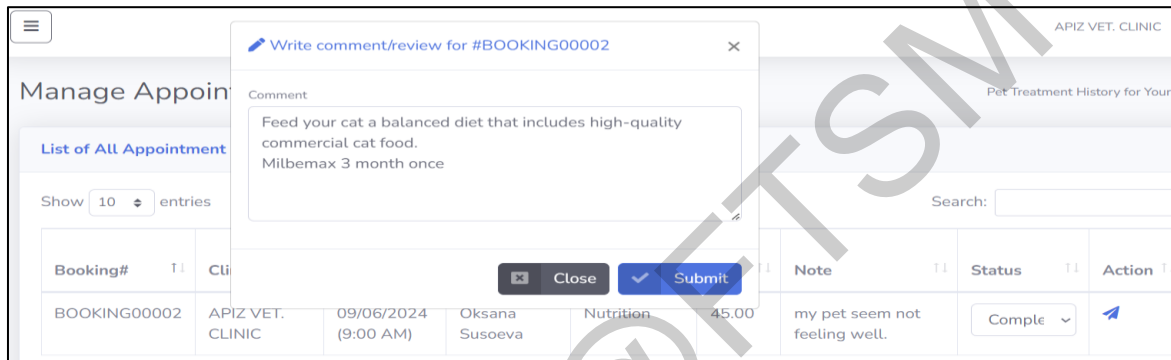 APIZ VET. CLINIC
Write comment/review for #BOOKING00002
×
Manage Appoin
Pet Treatment History for Your
Comment
Feed your cat a balanced diet that includes high-quality
commercial cat food.
Milbemax 3 month once
List of All Appointment
Show 10 entries
Search:
Close Submit
Booking# Cli Note Status Action
BOOKING00002 APIZ VET. 09/06/2024 Oksana Nutrition 45.00 my pet seem not Comple
CLINIC (9:00 AM) Susoeva feeling well.
@FTSM